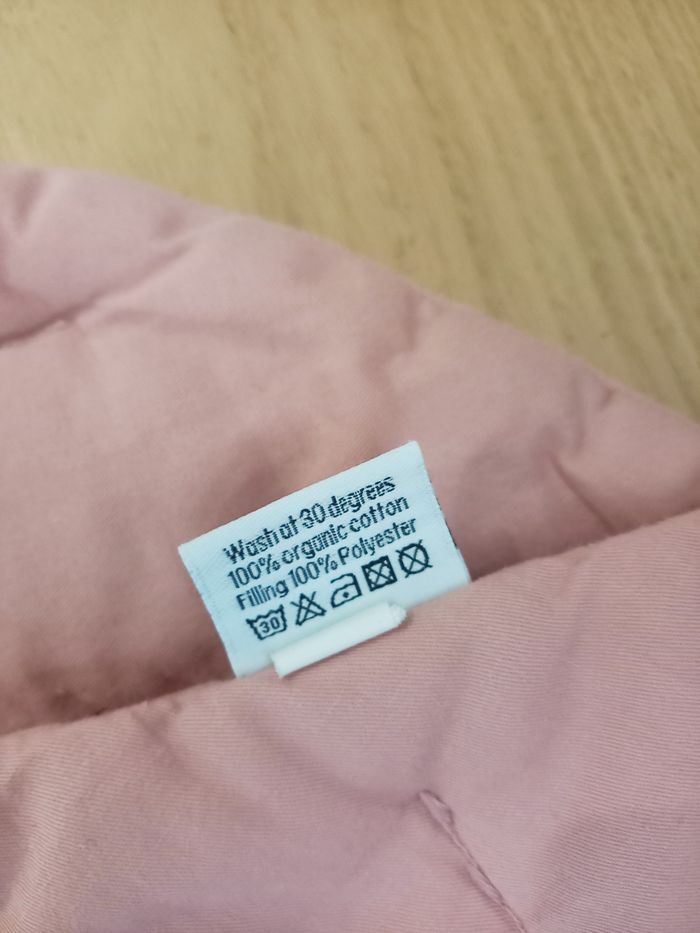 Wash at 30 degrees
100% organic cotton
Filling 100% Polyester
30